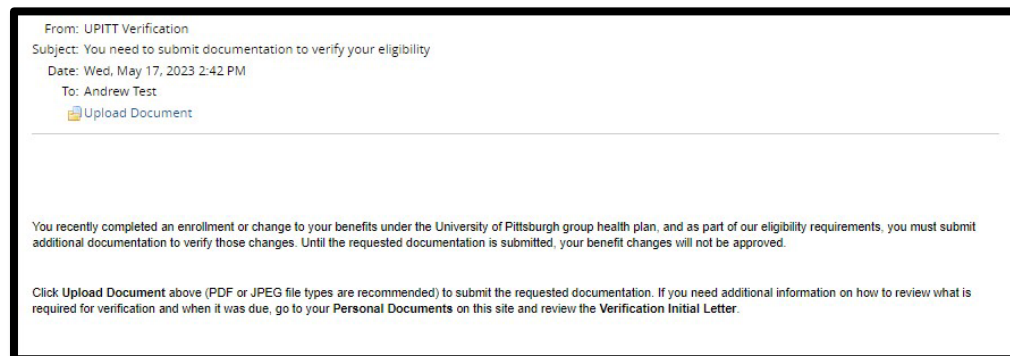 From: UPITT Verification
Subject: You need to submit documentation to verify your eligibility
Date: Wed, May 17, 2023 2:42 PM
To: Andrew Test
Upload Document
You recently completed an enrollment or change to your benefits under the University of Pittsburgh group health plan, and as part of our eligibility requirements, you must submit
additional documentation to verify those changes. Until the requested documentation is submitted, your benefit changes will not be approved.
Click Upload Document above (PDF or JPEG file types are recommended) to submit the requested documentation. If you need additional information on how to review what is
required for verification and when it was due, go to your Personal Documents on this site and review the Verification Initial Letter.